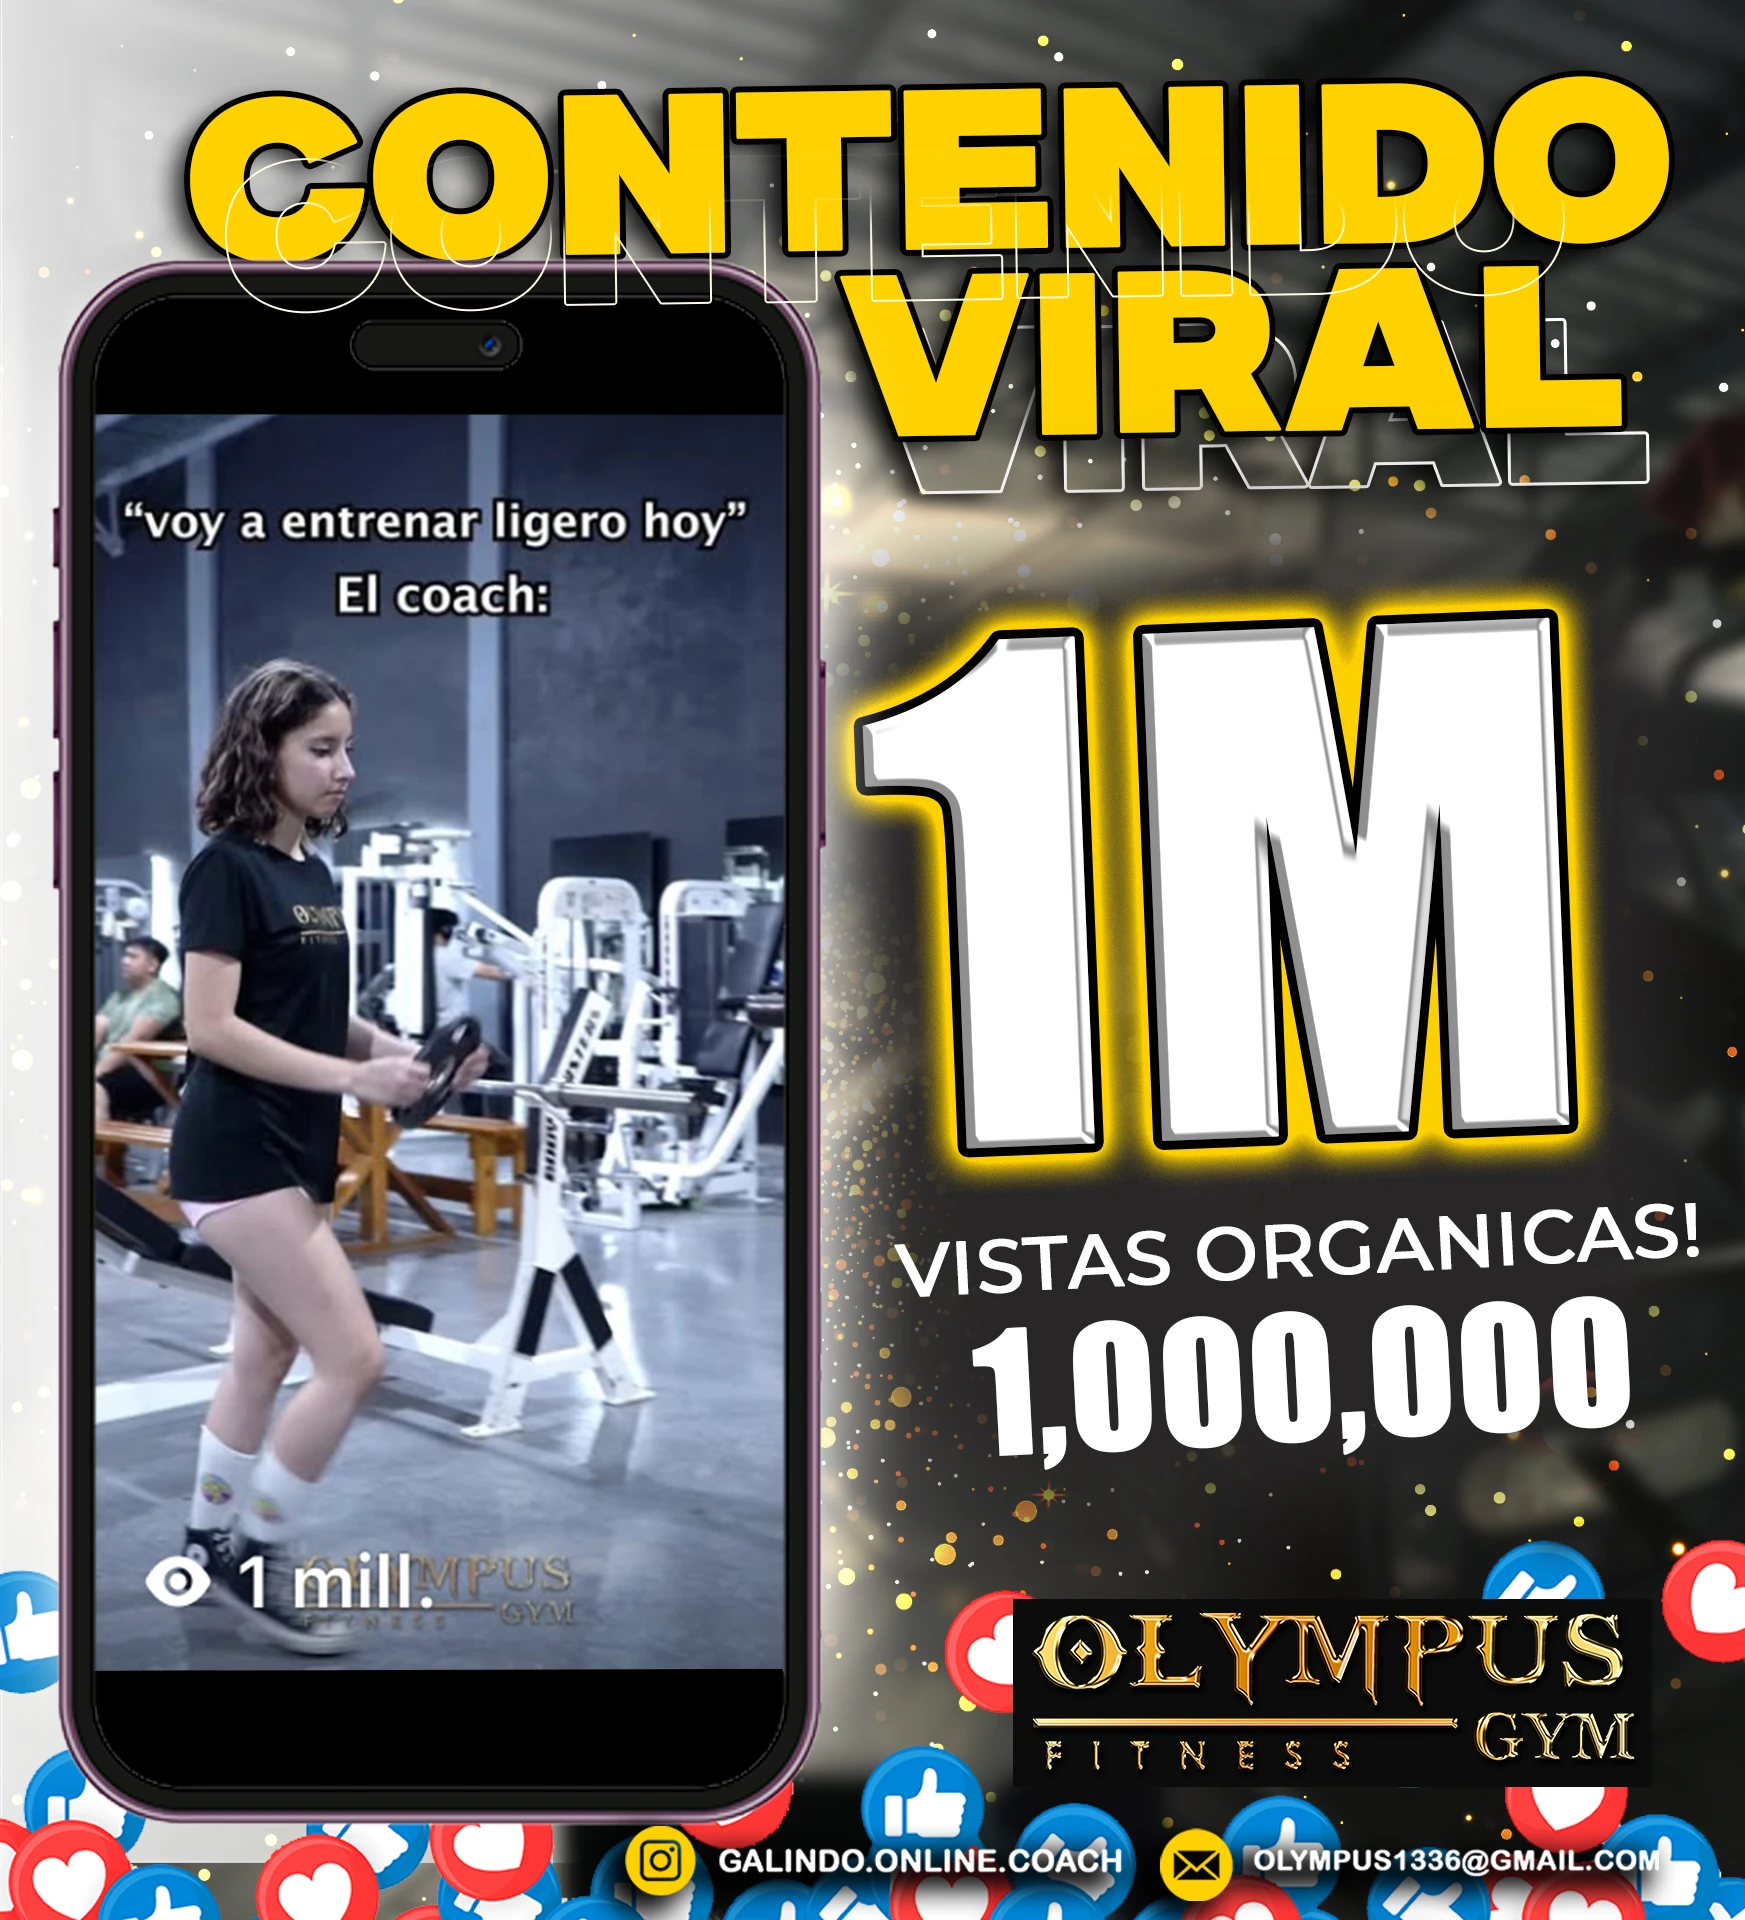 CONTENIDO
VIRAL
“voy a entrenar ligero hoy”
El coach:
1M
VISTAS ORGANICAS!
1,000,000
1 mill.
OLYMPUS
FITNESS GYM
GALINDO.ONLINE.COACH
OLYMPUS1336@GMAIL.COM